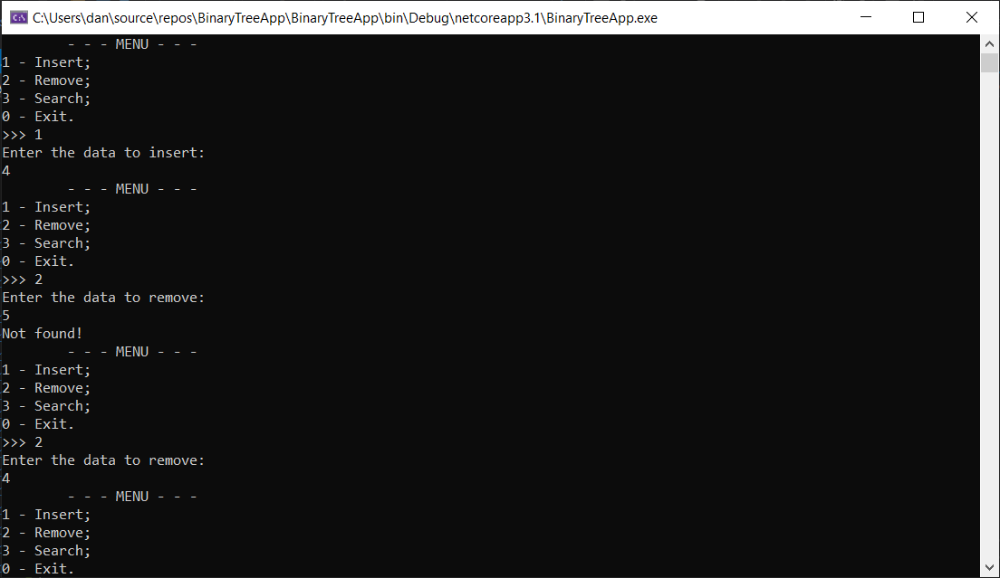 C:\Users\dan\source\repos\BinaryTreeApp\BinaryTreeApp\bin\Debug\netcoreapp3.1\BinaryTreeApp.exe
- - - MENU - - -
1 - Insert;
2 - Remove;
3 - Search;
0 - Exit.
>>> 1
Enter the data to insert:
4
- - - MENU - - -
1 - Insert;
2 - Remove;
3 - Search;
0 - Exit.
>>> 2
Enter the data to remove:
5
Not found!
- - - MENU - - -
1 - Insert;
2 - Remove;
3 - Search;
0 - Exit.
>>> 2
Enter the data to remove:
4
- - - MENU - - -
1 - Insert;
2 - Remove;
3 - Search;
0 - Exit.